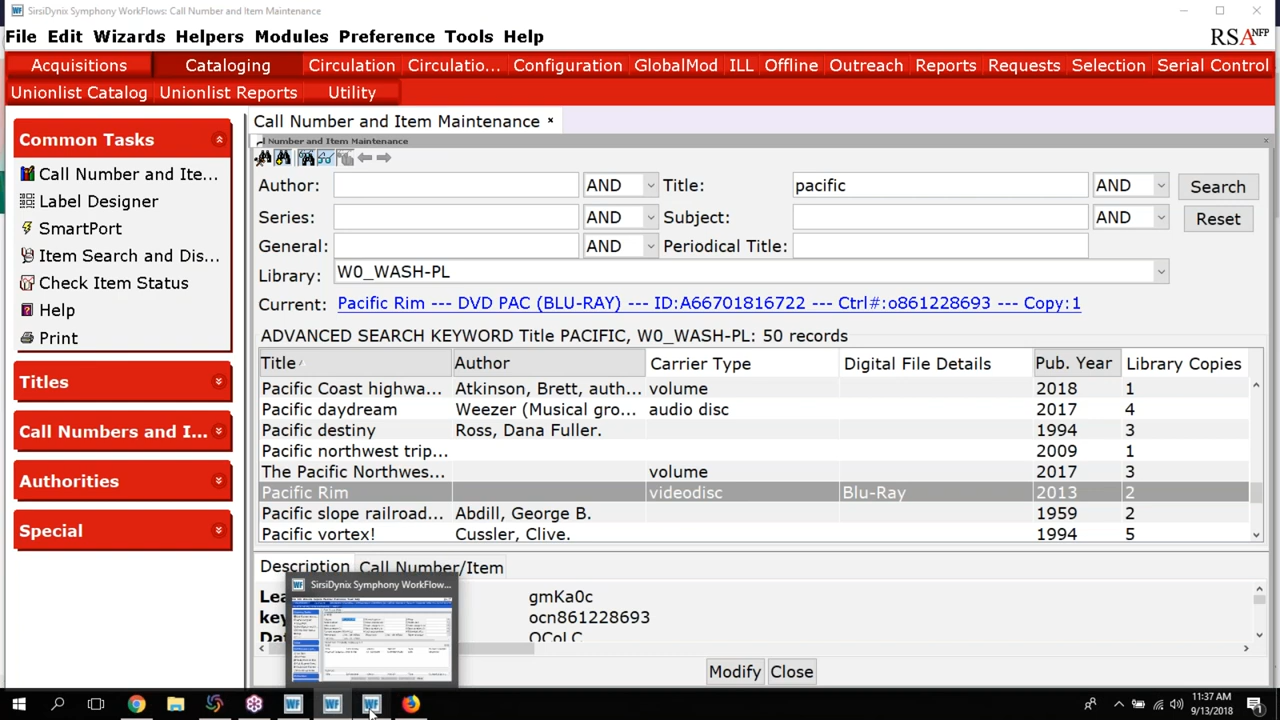 SirsiDynix Symphony WorkFlows: Call Number and Item Maintenance
File Edit Wizards Helpers Modules Preference Tools Help RSANFP
Acquisitions Cataloging Circulation Circulatio... Configuration GlobalMod ILL Offline Outreach Reports Requests Selection Serial Control
Unionlist Catalog Unionlist Reports Utility
Common Tasks
Call Number and Ite...
Label Designer
SmartPort
Item Search and Dis...
Check Item Status
Help
Print
Titles
Call Numbers and I...
Authorities
Special
Call Number and Item Maintenance ×
Number and Item Maintenance
Author: AND Title: pacific AND Search
Series: AND Subject: AND Reset
General: AND Periodical Title:
Library: W0_WASH-PL
Current: Pacific Rim --- DVD PAC (BLU-RAY) --- ID:A66701816722 --- Ctrl#:o861228693 --- Copy:1
ADVANCED SEARCH KEYWORD Title PACIFIC, W0_WASH-PL: 50 records
Title Author Carrier Type Digital File Details Pub. Year Library Copies
Pacific Coast highwa... Atkinson, Brett, auth... volume 2018 1
Pacific daydream Weezer (Musical gro... audio disc 2017 4
Pacific destiny Ross, Dana Fuller. 1994 3
Pacific northwest trip... 2009 1
The Pacific Northwes... volume 2017 3
Pacific Rim videodisc Blu-Ray 2013 2
Pacific slope railroad... Abdill, George B. 1959 2
Pacific vortex! Cussler, Clive. 1994 5
Description Call Number/Item
SirsiDynix Symphony WorkFlow...
Lea gmKa0c
key ocn861228693
Dat OCoLC
Modify Close
WF WF WF
11:37 AM
9/13/2018